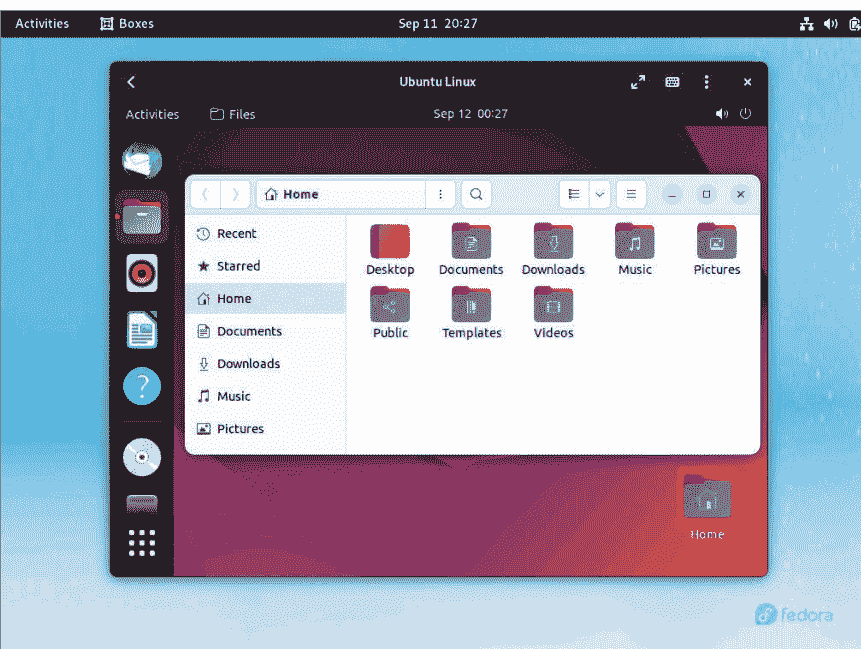 Activities Boxes Sep 11 20:27
Ubuntu Linux
Activities Files Sep 12 00:27
Home
Recent
Starred
Home
Documents
Downloads
Music
Pictures
Desktop Documents Downloads Music Pictures
Public Templates Videos
Home
fedora